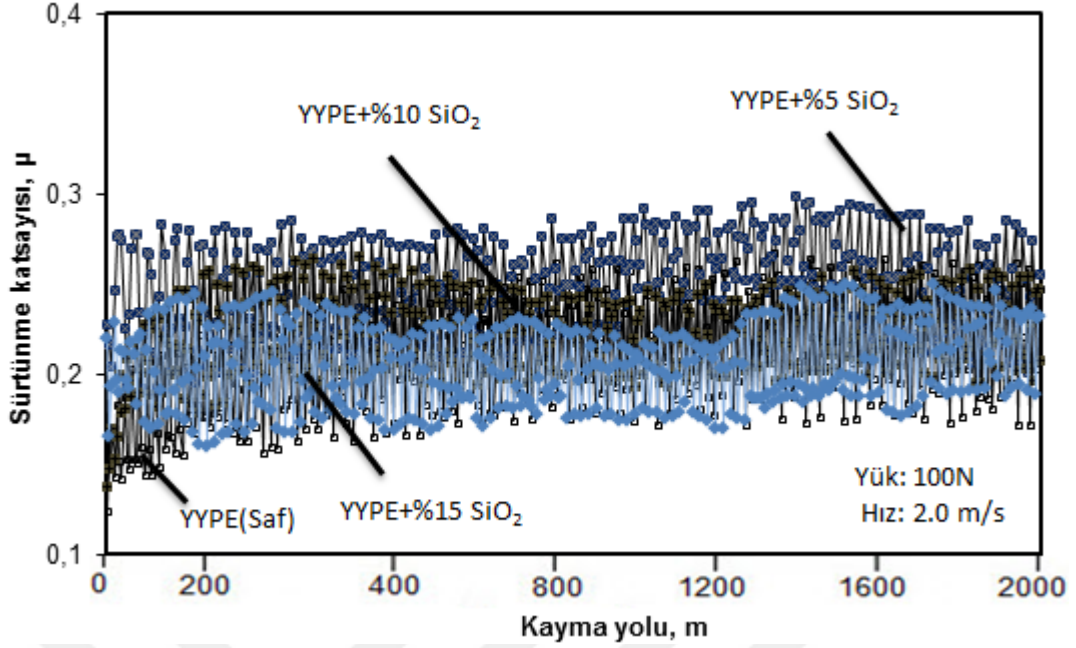 0,4
0,3
0,2
0,1
Sürtünme katsayısı, µ
YYPE+%10 SiO₂
YYPE+%5 SiO₂
YYPE(Saf)
YYPE+%15 SiO₂
Yük: 100N
Hız: 2.0 m/s
0 200 400 800 1200 1600 2000
Kayma yolu, m